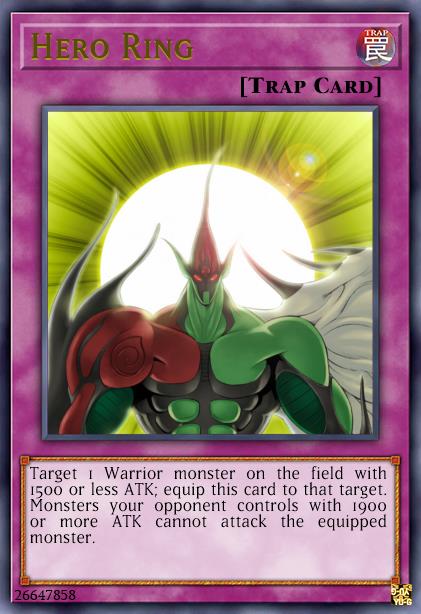 Hero Ring
TRAP
罠
[Trap Card]
Target 1 Warrior monster on the field with
1500 or less ATK; equip this card to that target.
Monsters your opponent controls with 1900
or more ATK cannot attack the equipped
monster.
26647858